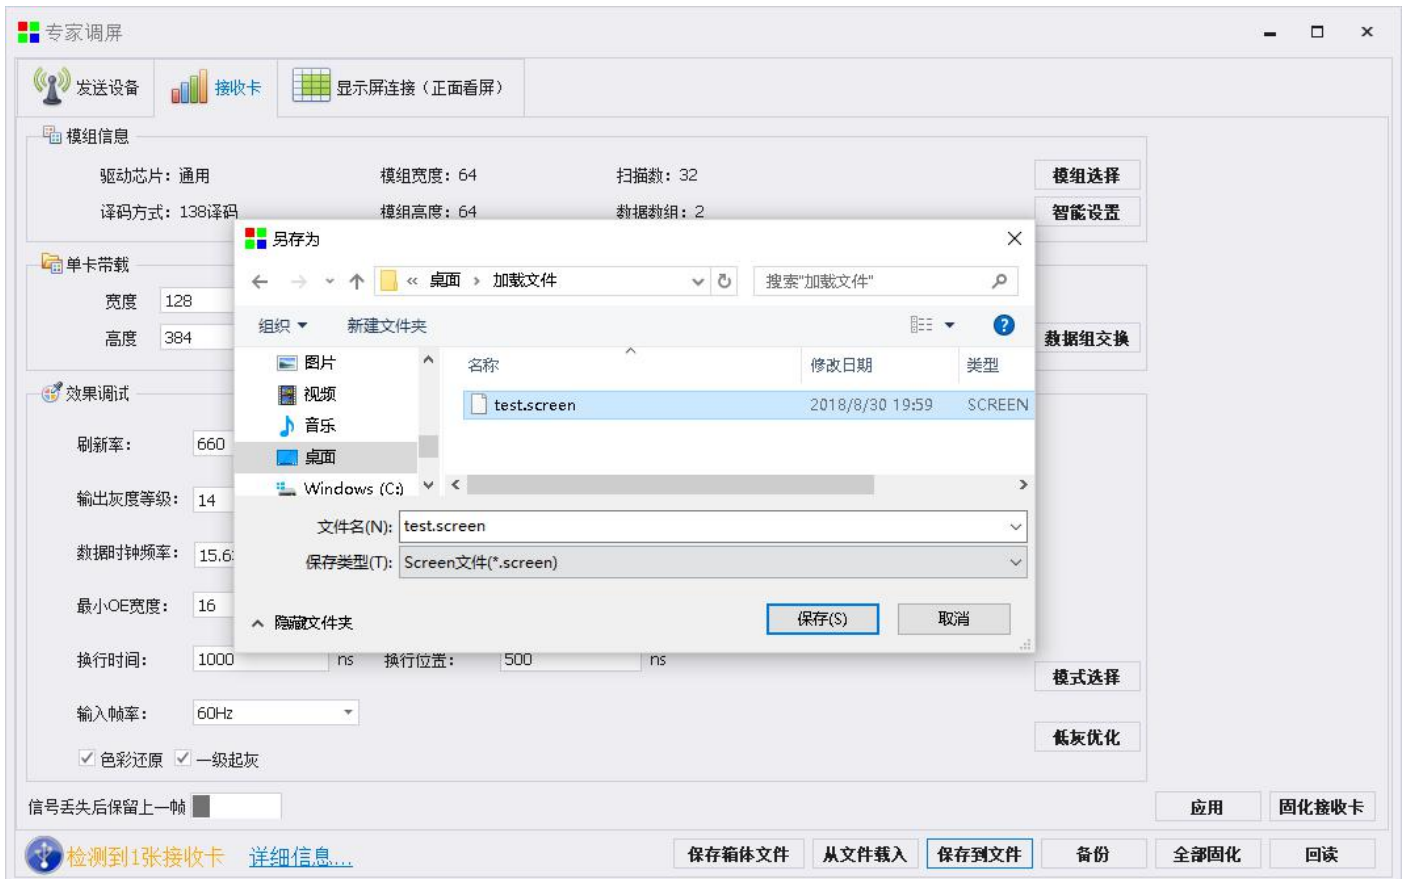 专家调屏
发送设备 接收卡 显示屏连接（正面看屏）
模组信息
驱动芯片：通用 模组宽度：64 扫描数：32 模组选择
译码方式：138译码 模组高度：64 数据数组：2 智能设置
另存为
单卡带载
« 桌面 › 加载文件 搜索"加载文件"
宽度 128
组织 新建文件夹
高度 384 数据组交换
图片 名称 修改日期 类型
效果调试 视频
test.screen 2018/8/30 19:59 SCREEN
音乐
刷新率： 660
桌面
Windows (C:)
输出灰度等级： 14
文件名(N): test.screen
数据时钟频率： 15.6
保存类型(T): Screen文件(*.screen)
最小OE宽度： 16
隐藏文件夹 保存(S) 取消
换行时间： 1000 ns 换行位置： 500 ns
模式选择
输入帧率： 60Hz
低灰优化
色彩还原 一级起灰
信号丢失后保留上一帧 应用 固化接收卡
检测到1张接收卡 详细信息... 保存箱体文件 从文件载入 保存到文件 备份 全部固化 回读